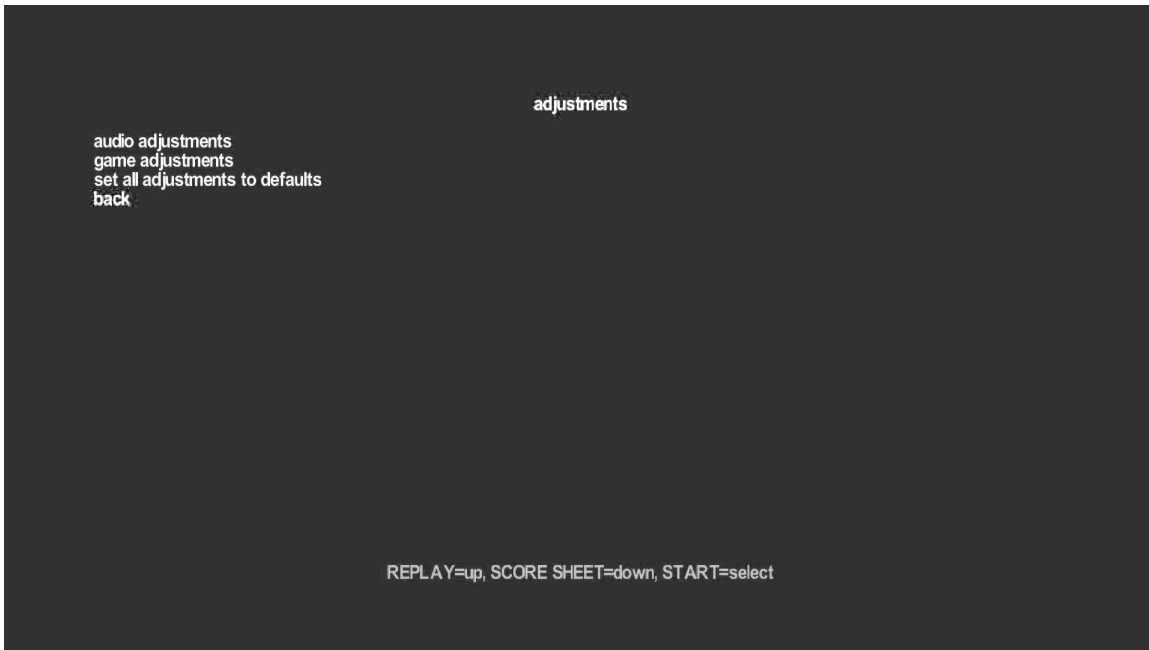 adjustments
audio adjustments
game adjustments
set all adjustments to defaults
back
REPLAY=up, SCORE SHEET=down, START=select